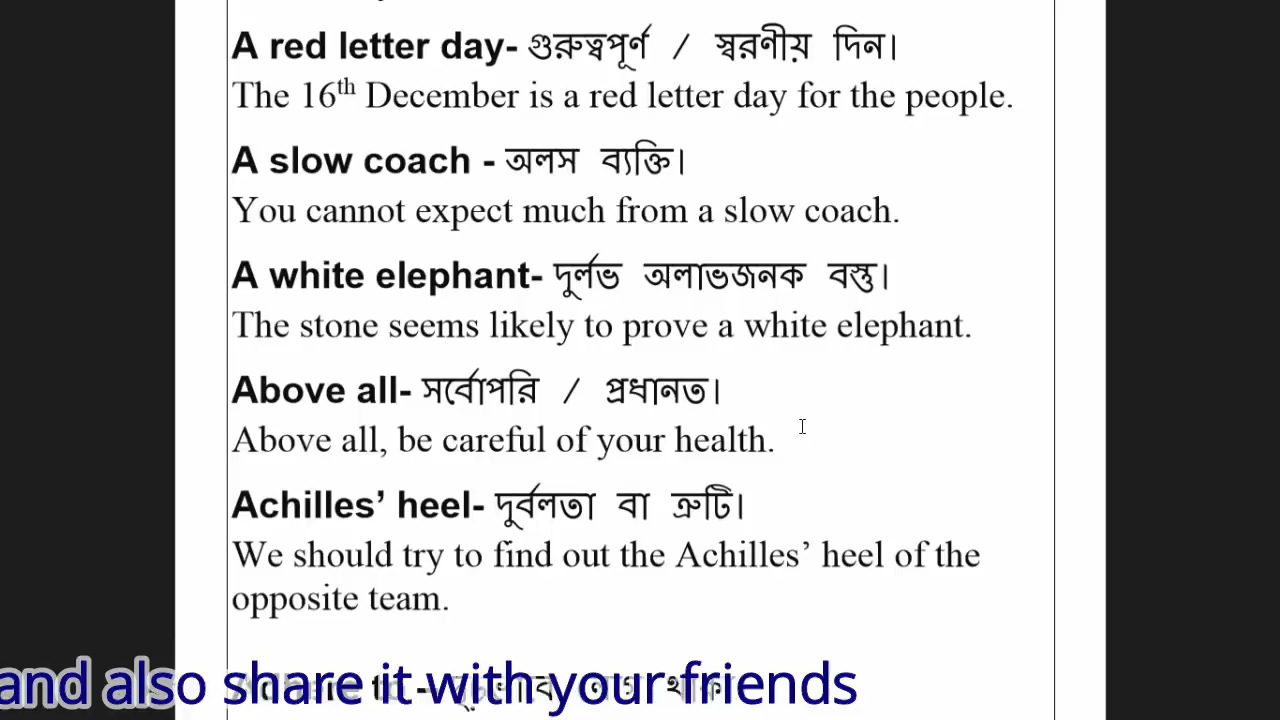 A red letter day- গুরুত্বপূর্ণ / স্বরণীয় দিন।
The 16th December is a red letter day for the people.
A slow coach - অলস ব্যক্তি।
You cannot expect much from a slow coach.
A white elephant- দুর্লভ অলাভজনক বস্তু।
The stone seems likely to prove a white elephant.
Above all- সর্বোপরি / প্রধানত।
Above all, be careful of your health.
Achilles’ heel- দুর্বলতা বা ত্রুটি।
We should try to find out the Achilles’ heel of the
opposite team.
and also share it with your friends